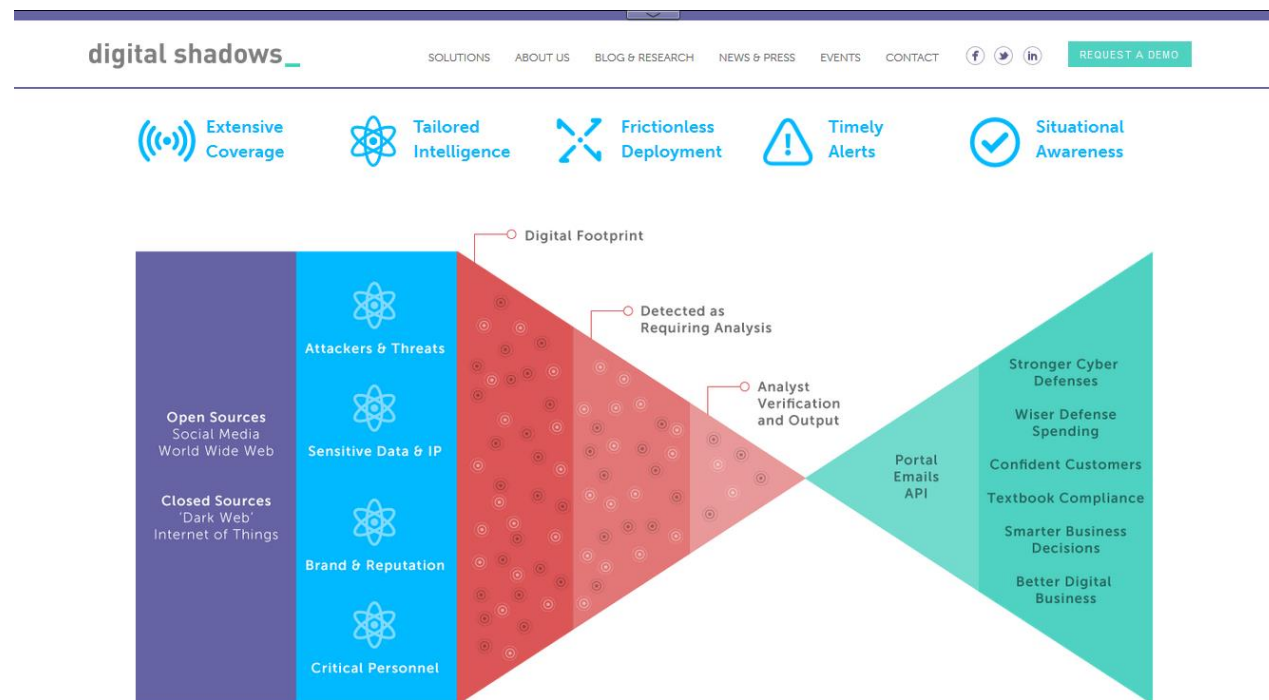 digital shadows_
SOLUTIONS
ABOUT US
BLOG & RESEARCH
NEWS & PRESS
EVENTS
CONTACT
REQUEST A DEMO
Extensive
Coverage
Tailored
Intelligence
Frictionless
Deployment
Timely
Alerts
Situational
Awareness
Digital Footprint
Detected as
Requiring Analysis
Analyst
Verification
and Output
Open Sources
Social Media
World Wide Web
Closed Sources
‘Dark Web’
Internet of Things
Attackers & Threats
Sensitive Data & IP
Brand & Reputation
Critical Personnel
Portal
Emails
API
Stronger Cyber
Defenses
Wiser Defense
Spending
Confident Customers
Textbook Compliance
Smarter Business
Decisions
Better Digital
Business